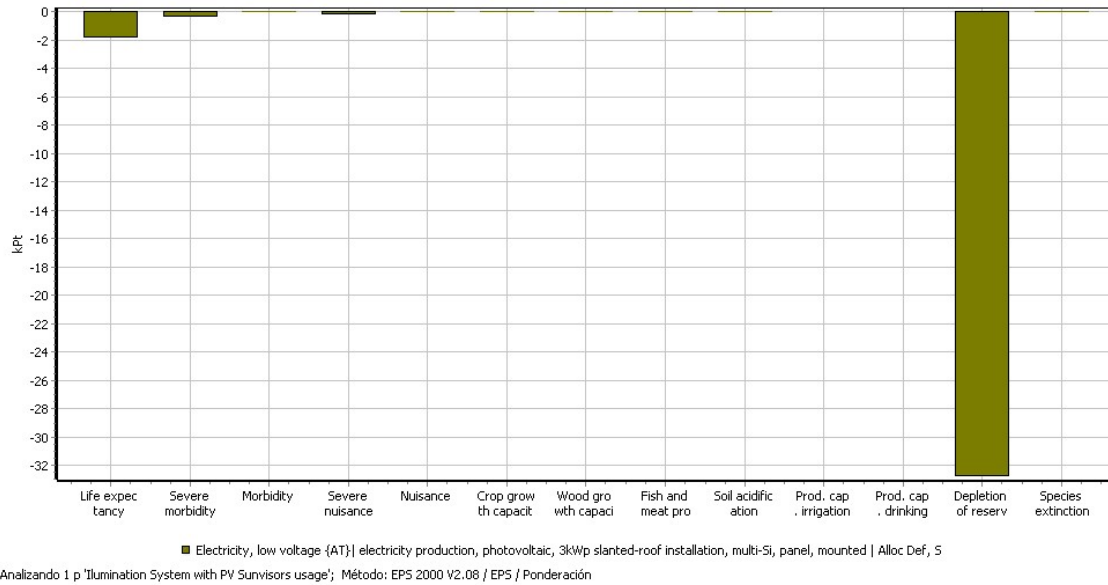 0
-2
-4
-6
-8
-10
-12
-14
-16
-18
-20
-22
-24
-26
-28
-30
-32
kPt
Life expec
tancy
Severe
morbidity
Morbidity
Severe
nuisance
Nuisance
Crop grow
th capacit
Wood gro
wth capaci
Fish and
meat pro
Soil acidific
ation
Prod. cap
. irrigation
Prod. cap
. drinking
Depletion
of reserv
Species
extinction
Electricity, low voltage {AT}| electricity production, photovoltaic, 3kWp slanted-roof installation, multi-Si, panel, mounted | Alloc Def, S
Analizando 1 p 'Ilumination System with PV Sunvisors usage'; Método: EPS 2000 V2.08 / EPS / Ponderación